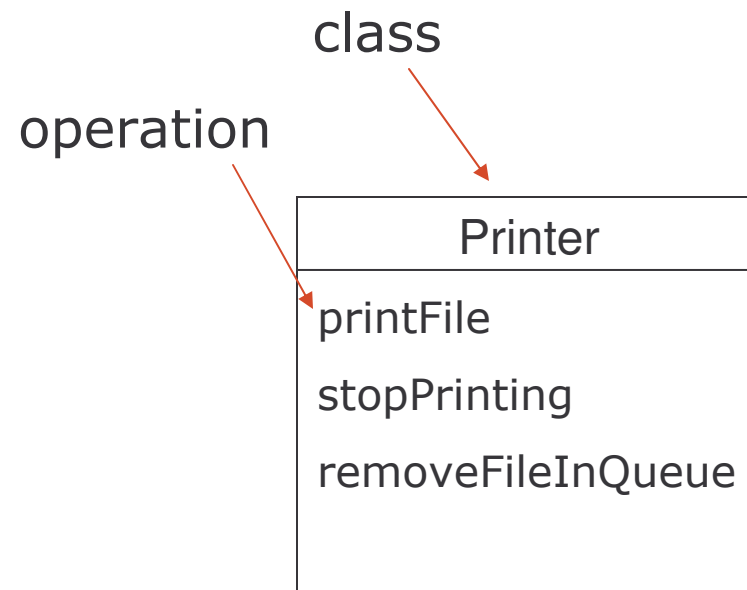 class
operation
Printer
printFile
stopPrinting
removeFileInQueue